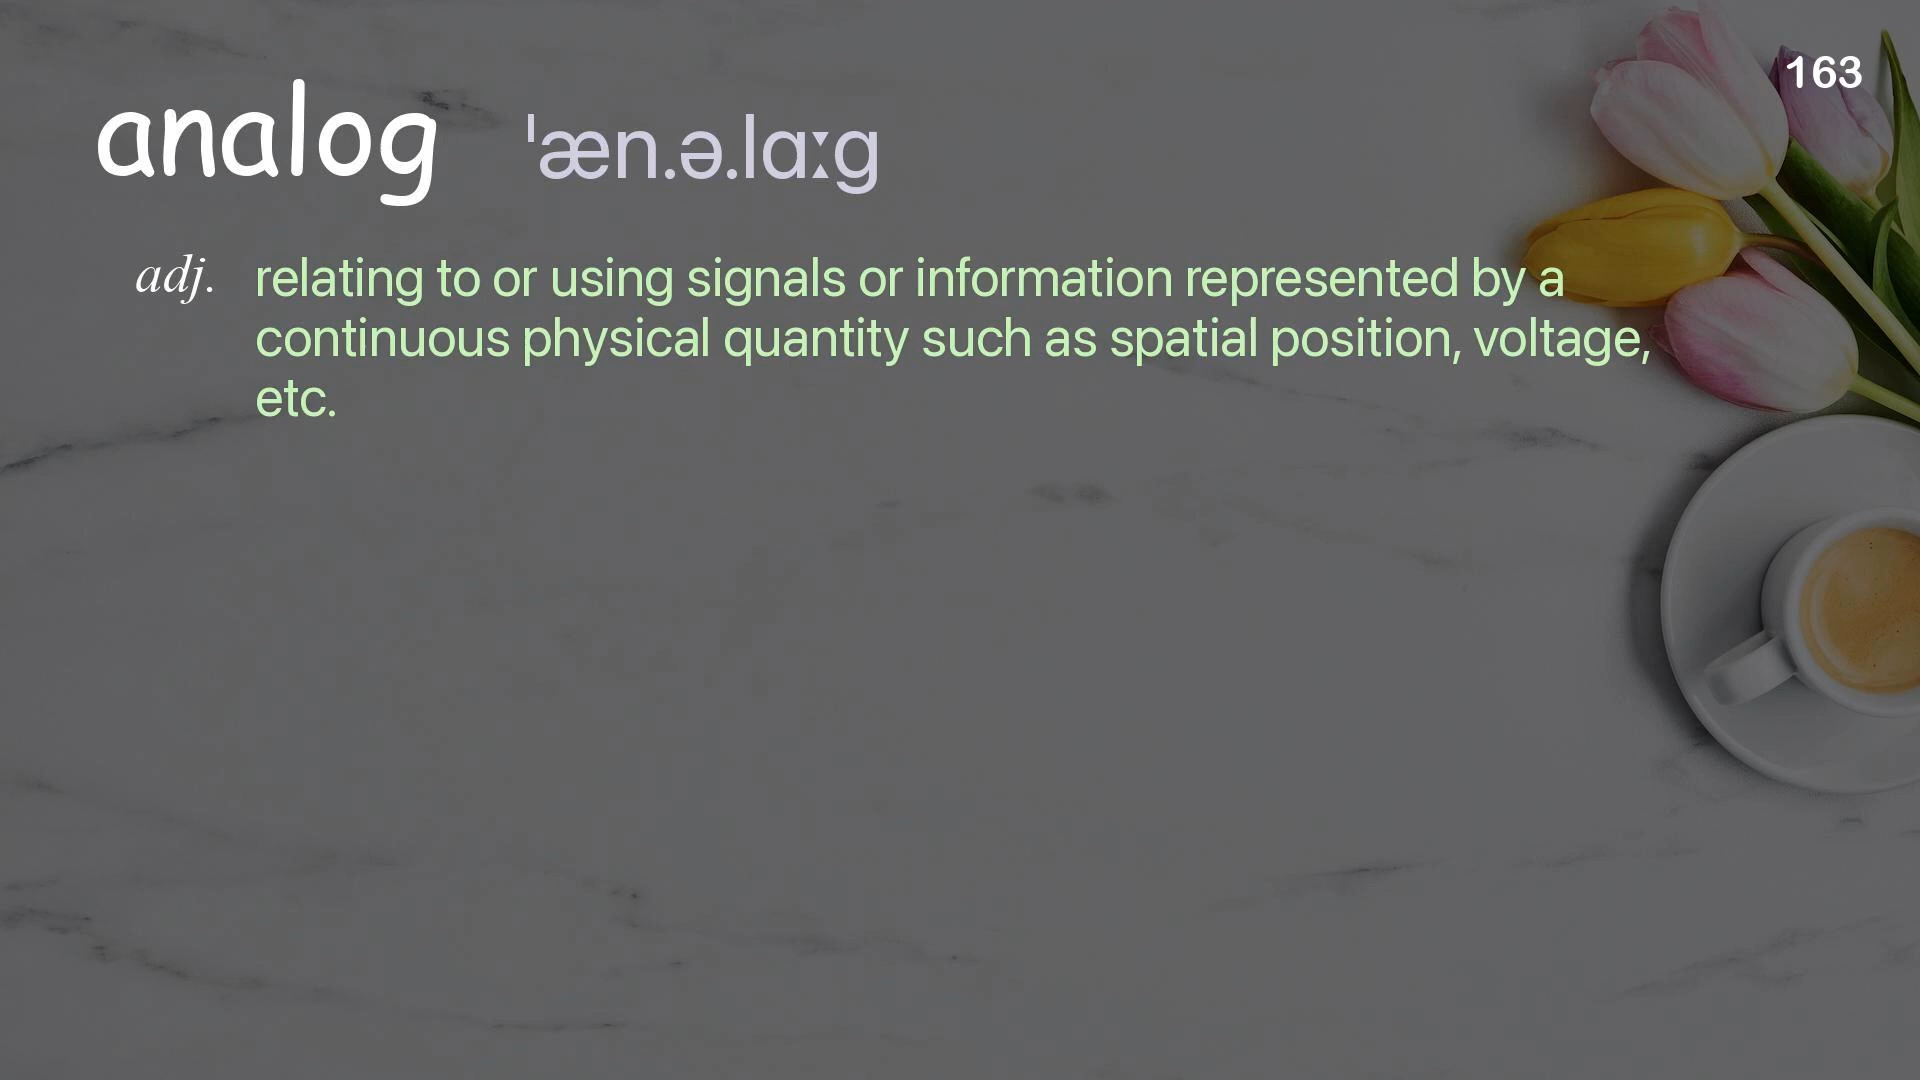 163
analog ˈæn.ə.lɑːg
adj. relating to or using signals or information represented by a
continuous physical quantity such as spatial position, voltage,
etc.